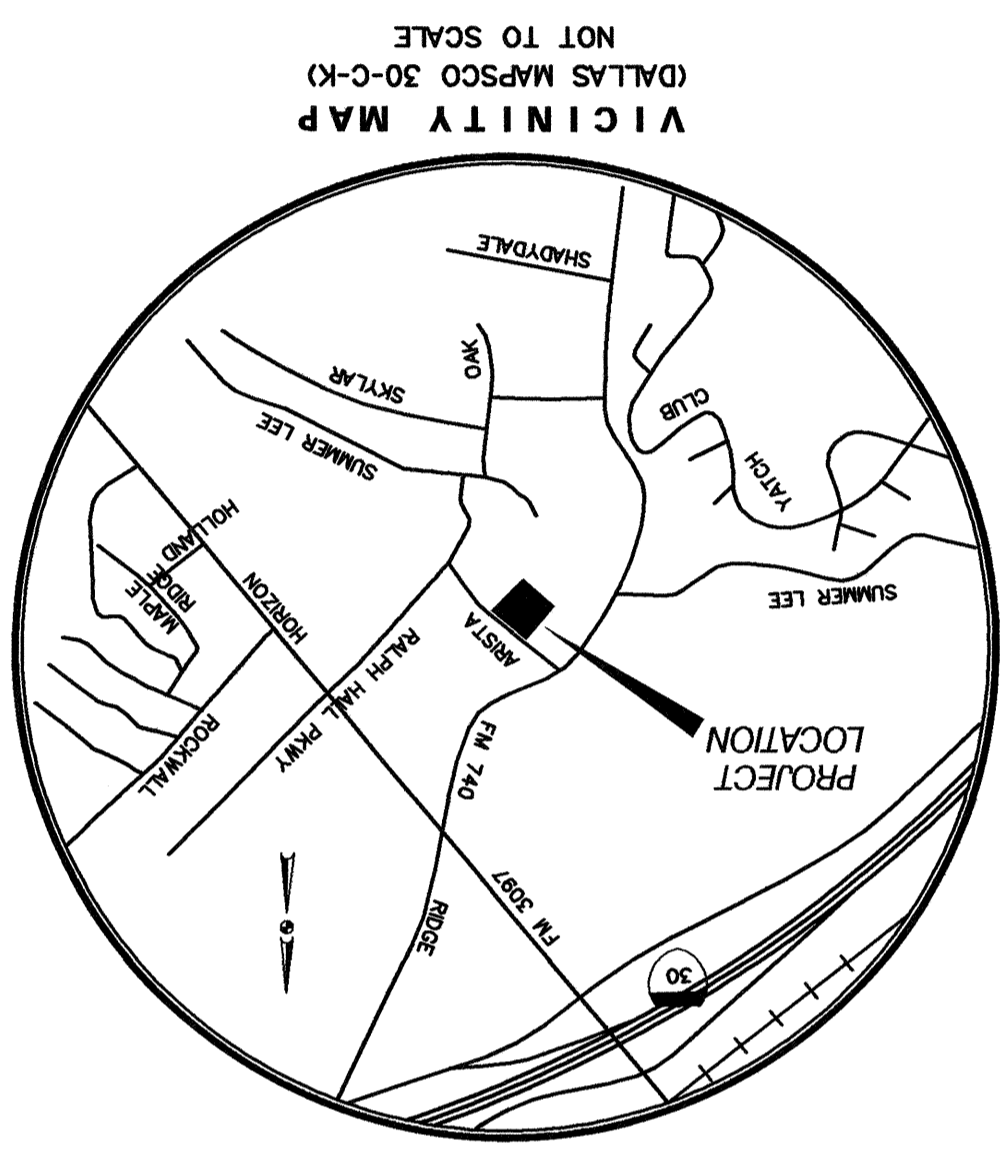 30
FM 3097
RIDGE
PROJECT
LOCATION
FM 740
ROCKWALL
RALPH HALL PKWY
HORIZON
ARISTA
MAPLE
RIDGE
HOLLAND
SUMMER LEE
YATCH
CLUB
SUMMER LEE
SKYLAR
OAK
SHADYDALE
VICINITY MAP
(DALLAS MAPSCO 30-C-K)
NOT TO SCALE